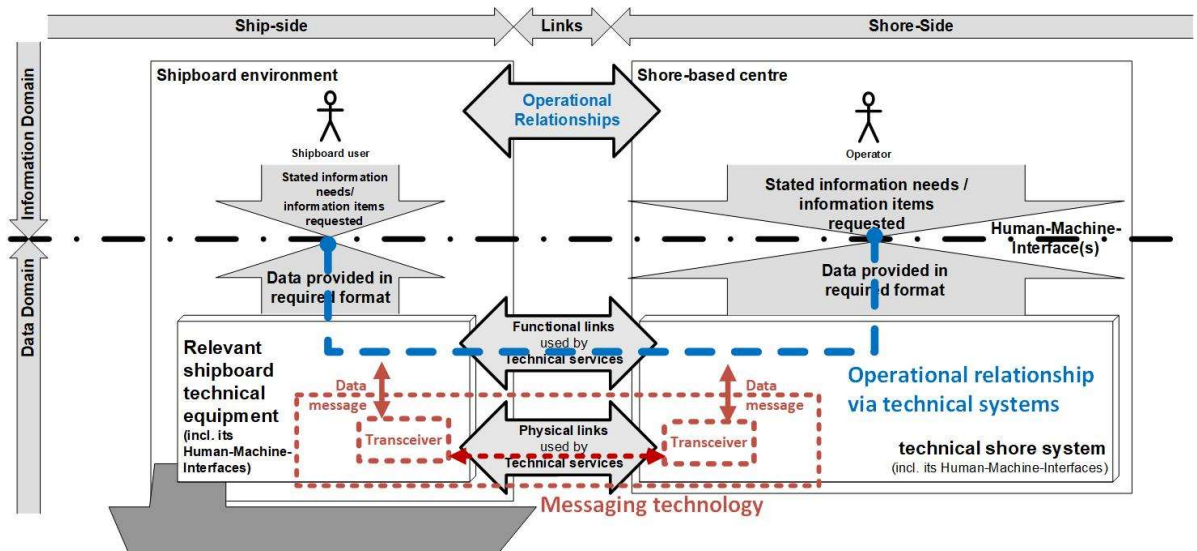 Ship-side
Links
Shore-Side
Information Domain
Data Domain
Shipboard environment
Shore-based centre
Operational
Relationships
Shipboard user
Operator
Stated information
needs/
information items
requested
Stated information needs /
information items
requested
Human-Machine-
Interface(s)
Data provided in
required format
Data provided in
required format
Relevant
shipboard
technical
equipment
(incl. its
Human-Machine-
Interfaces)
Functional links
used by
Technical services
Data
message
Data
message
Operational relationship
via technical systems
Transceiver
Physical links
used by
Technical services
Transceiver
technical shore system
(incl. its Human-Machine-Interfaces)
Messaging technology